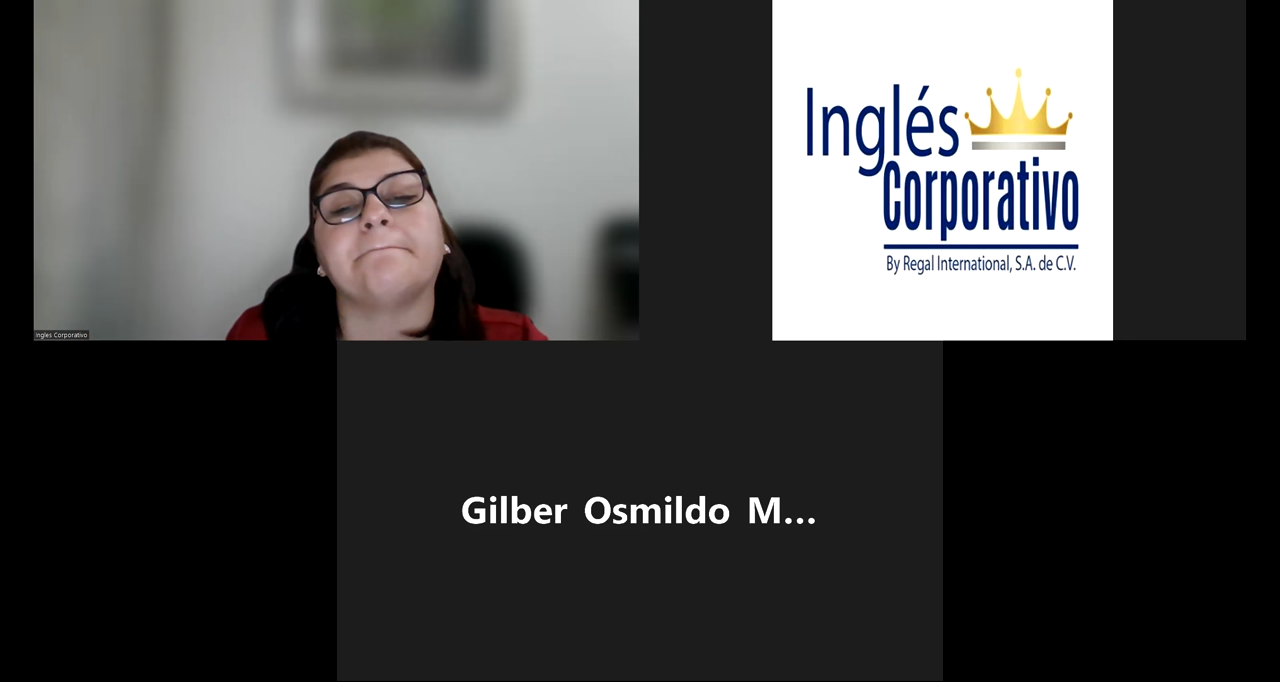 Inglés
Corporativo
By Regal International, S.A. de C.V.
Ingles Corporativo
Gilber Osmildo M...